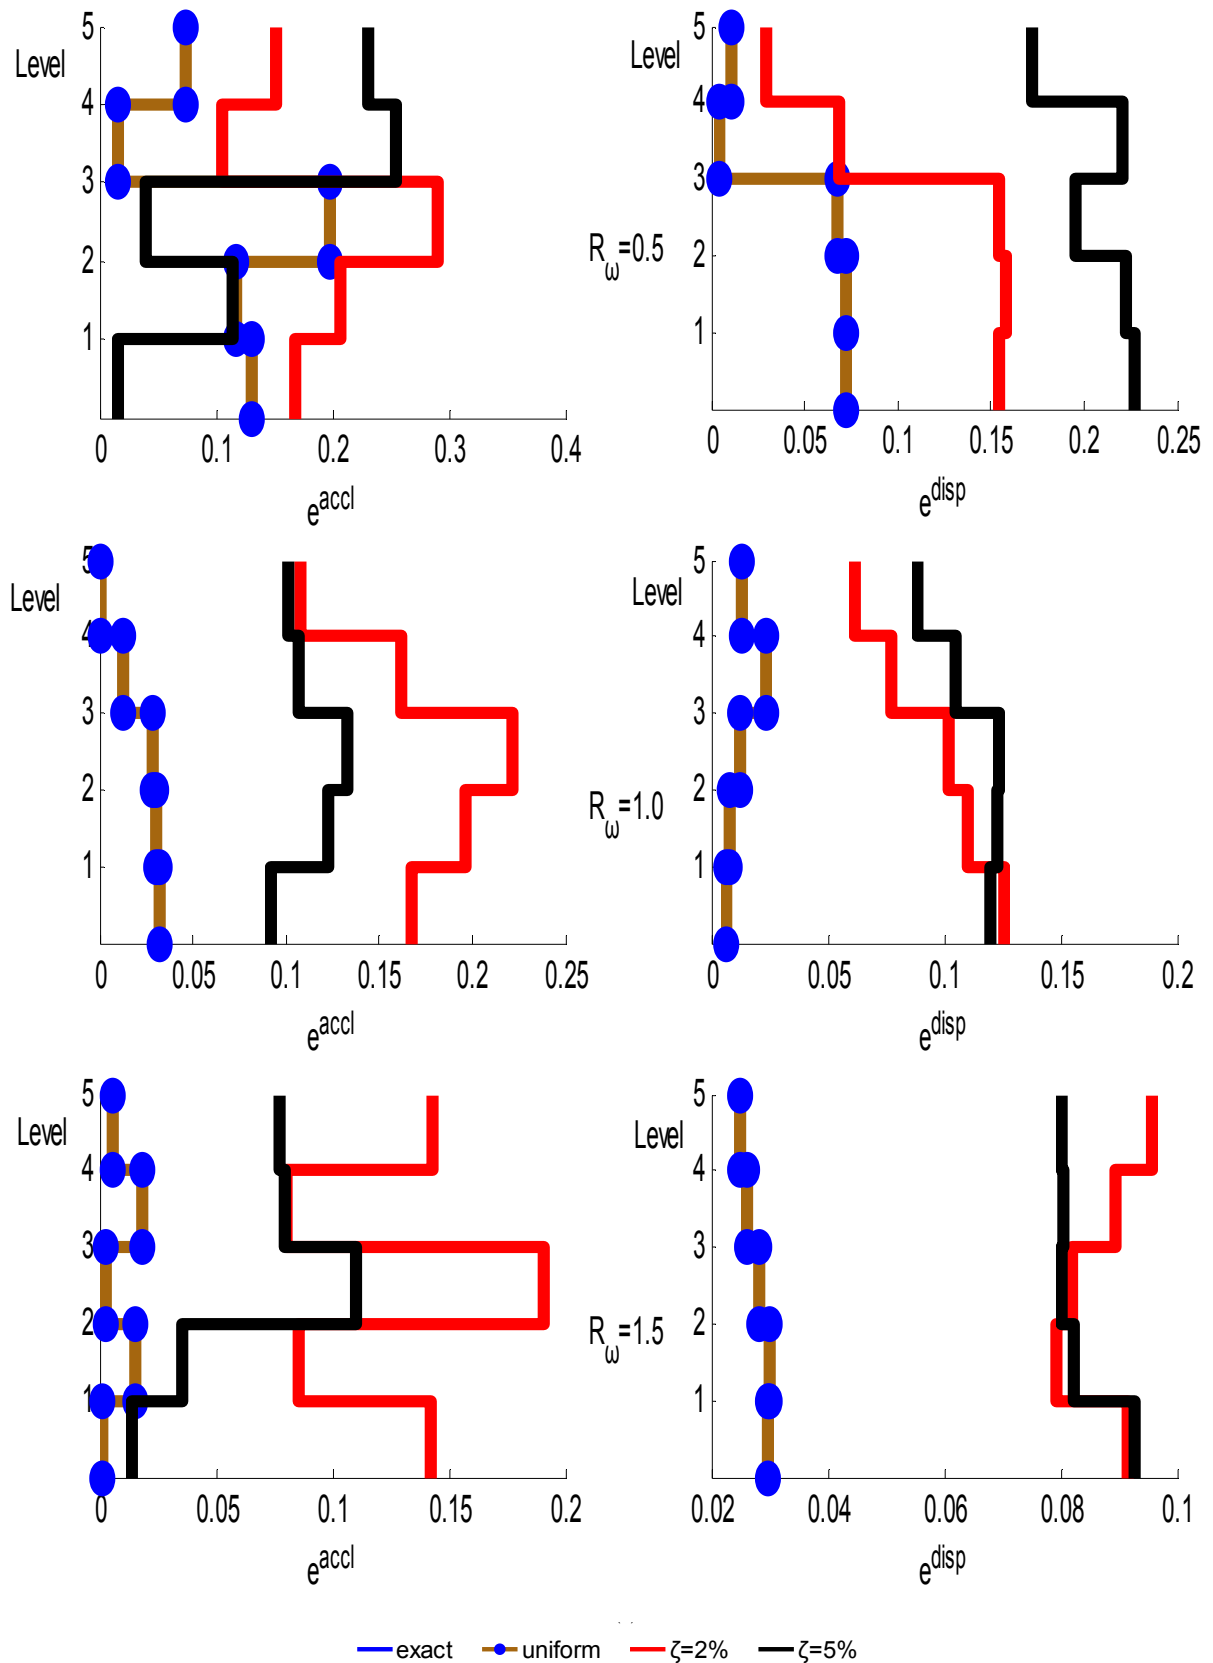 5
Level
4
3
2
1
0 0.1 0.2 0.3 0.4
e^accl
R_ω=0.5
5
Level
4
3
2
1
0 0.05 0.1 0.15 0.2 0.25
e^disp
5
Level
4
3
2
1
0 0.05 0.1 0.15 0.2 0.25
e^accl
R_ω=1.0
5
Level
4
3
2
1
0 0.05 0.1 0.15 0.2
e^disp
5
Level
4
3
2
1
0 0.05 0.1 0.15 0.2
e^accl
R_ω=1.5
5
Level
4
3
2
1
0.02 0.04 0.06 0.08 0.1
e^disp
exact uniform ζ=2% ζ=5%